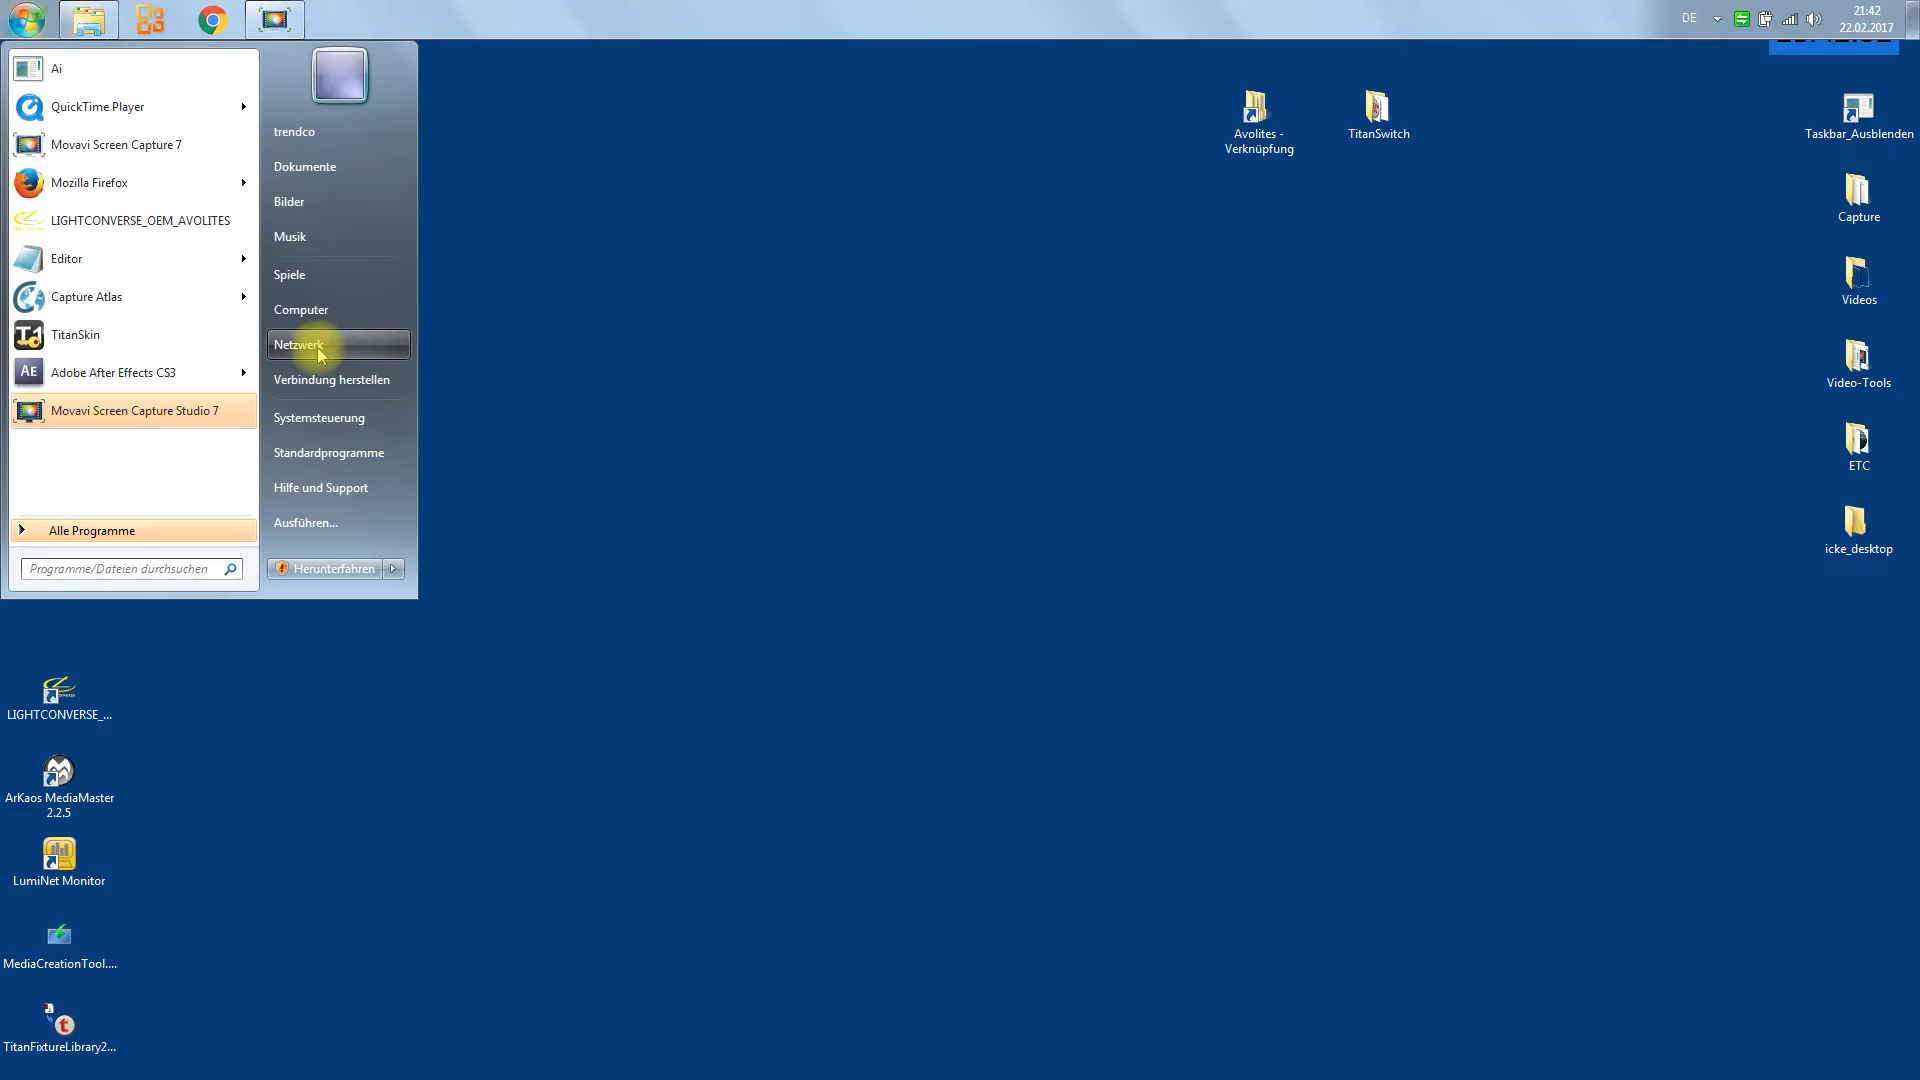 DE
21:42
22.02.2017
Ai
QuickTime Player
Movavi Screen Capture 7
Mozilla Firefox
LIGHTCONVERSE_OEM_AVOLITES
Editor
Capture Atlas
T1
TitanSkin
AE
Adobe After Effects CS3
Movavi Screen Capture Studio 7
Alle Programme
Programme/Dateien durchsuchen
trendco
Dokumente
Bilder
Musik
Spiele
Computer
Netzwerk
Verbindung herstellen
Systemsteuerung
Standardprogramme
Hilfe und Support
Ausführen...
Herunterfahren
Avolites -
Verknüpfung
TitanSwitch
Taskbar_Ausblenden
Capture
Videos
Video-Tools
ETC
icke_desktop
LIGHTCONVERSE_...
ArKaos MediaMaster
2.2.5
LumiNet Monitor
MediaCreationTool....
t
TitanFixtureLibrary2...